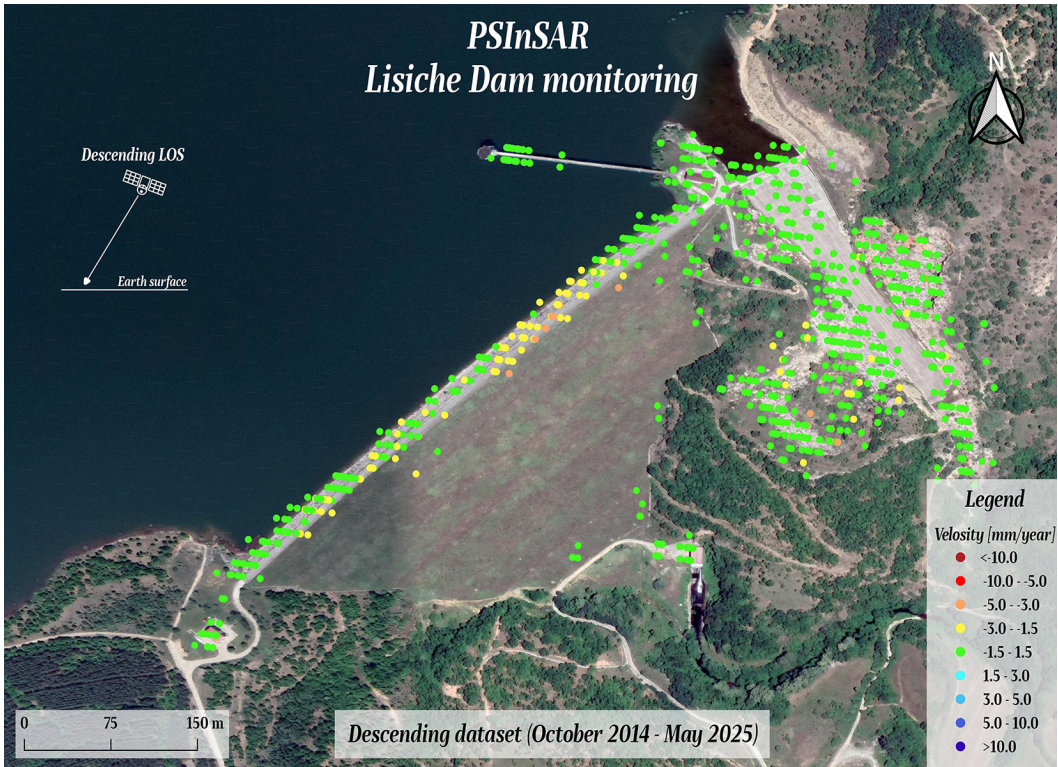 PSInSAR
Lisiche Dam monitoring
N
Descending LOS
Earth surface
Legend
Velosity [mm/year]
<-10.0
-10.0 - -5.0
-5.0 - -3.0
-3.0 - -1.5
-1.5 - 1.5
1.5 - 3.0
3.0 - 5.0
5.0 - 10.0
>10.0
0 75 150 m
Descending dataset (October 2014 - May 2025)